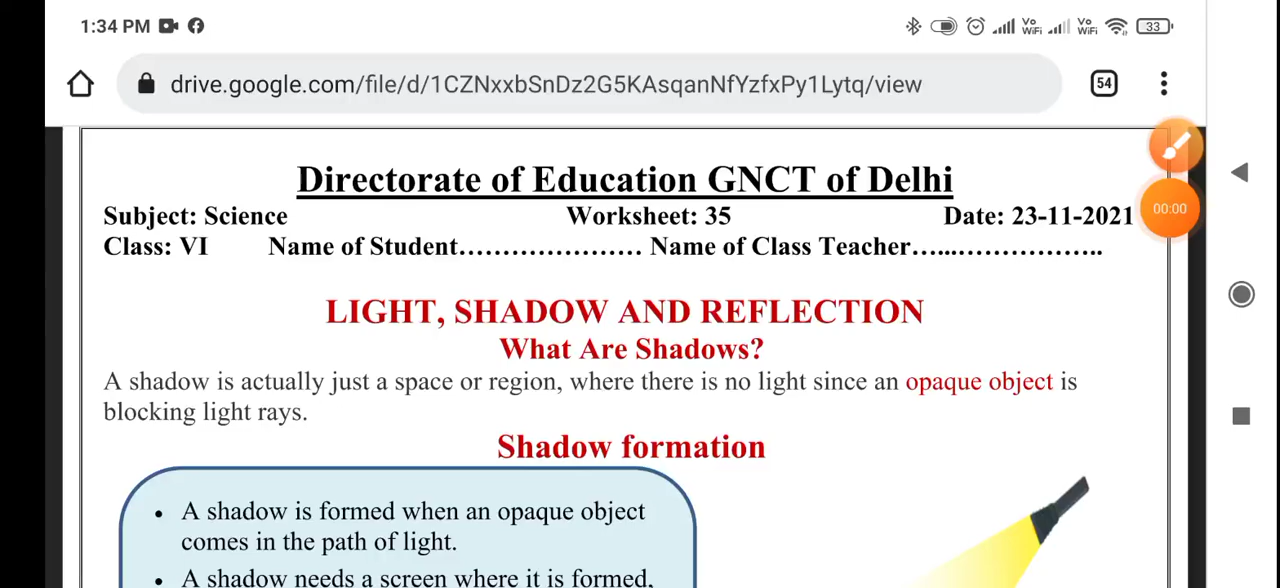 1:34 PM
Vo WiFi Vo WiFi 33
drive.google.com/file/d/1CZNxxbSnDz2G5KAsqanNfYzfxPy1Lytq/view
54
Directorate of Education GNCT of Delhi
00:00
Subject: Science Worksheet: 35 Date: 23-11-2021
Class: VI Name of Student………………… Name of Class Teacher…...……………..
LIGHT, SHADOW AND REFLECTION
What Are Shadows?
A shadow is actually just a space or region, where there is no light since an opaque object is
blocking light rays.
Shadow formation
• A shadow is formed when an opaque object
comes in the path of light.
• A shadow needs a screen where it is formed,